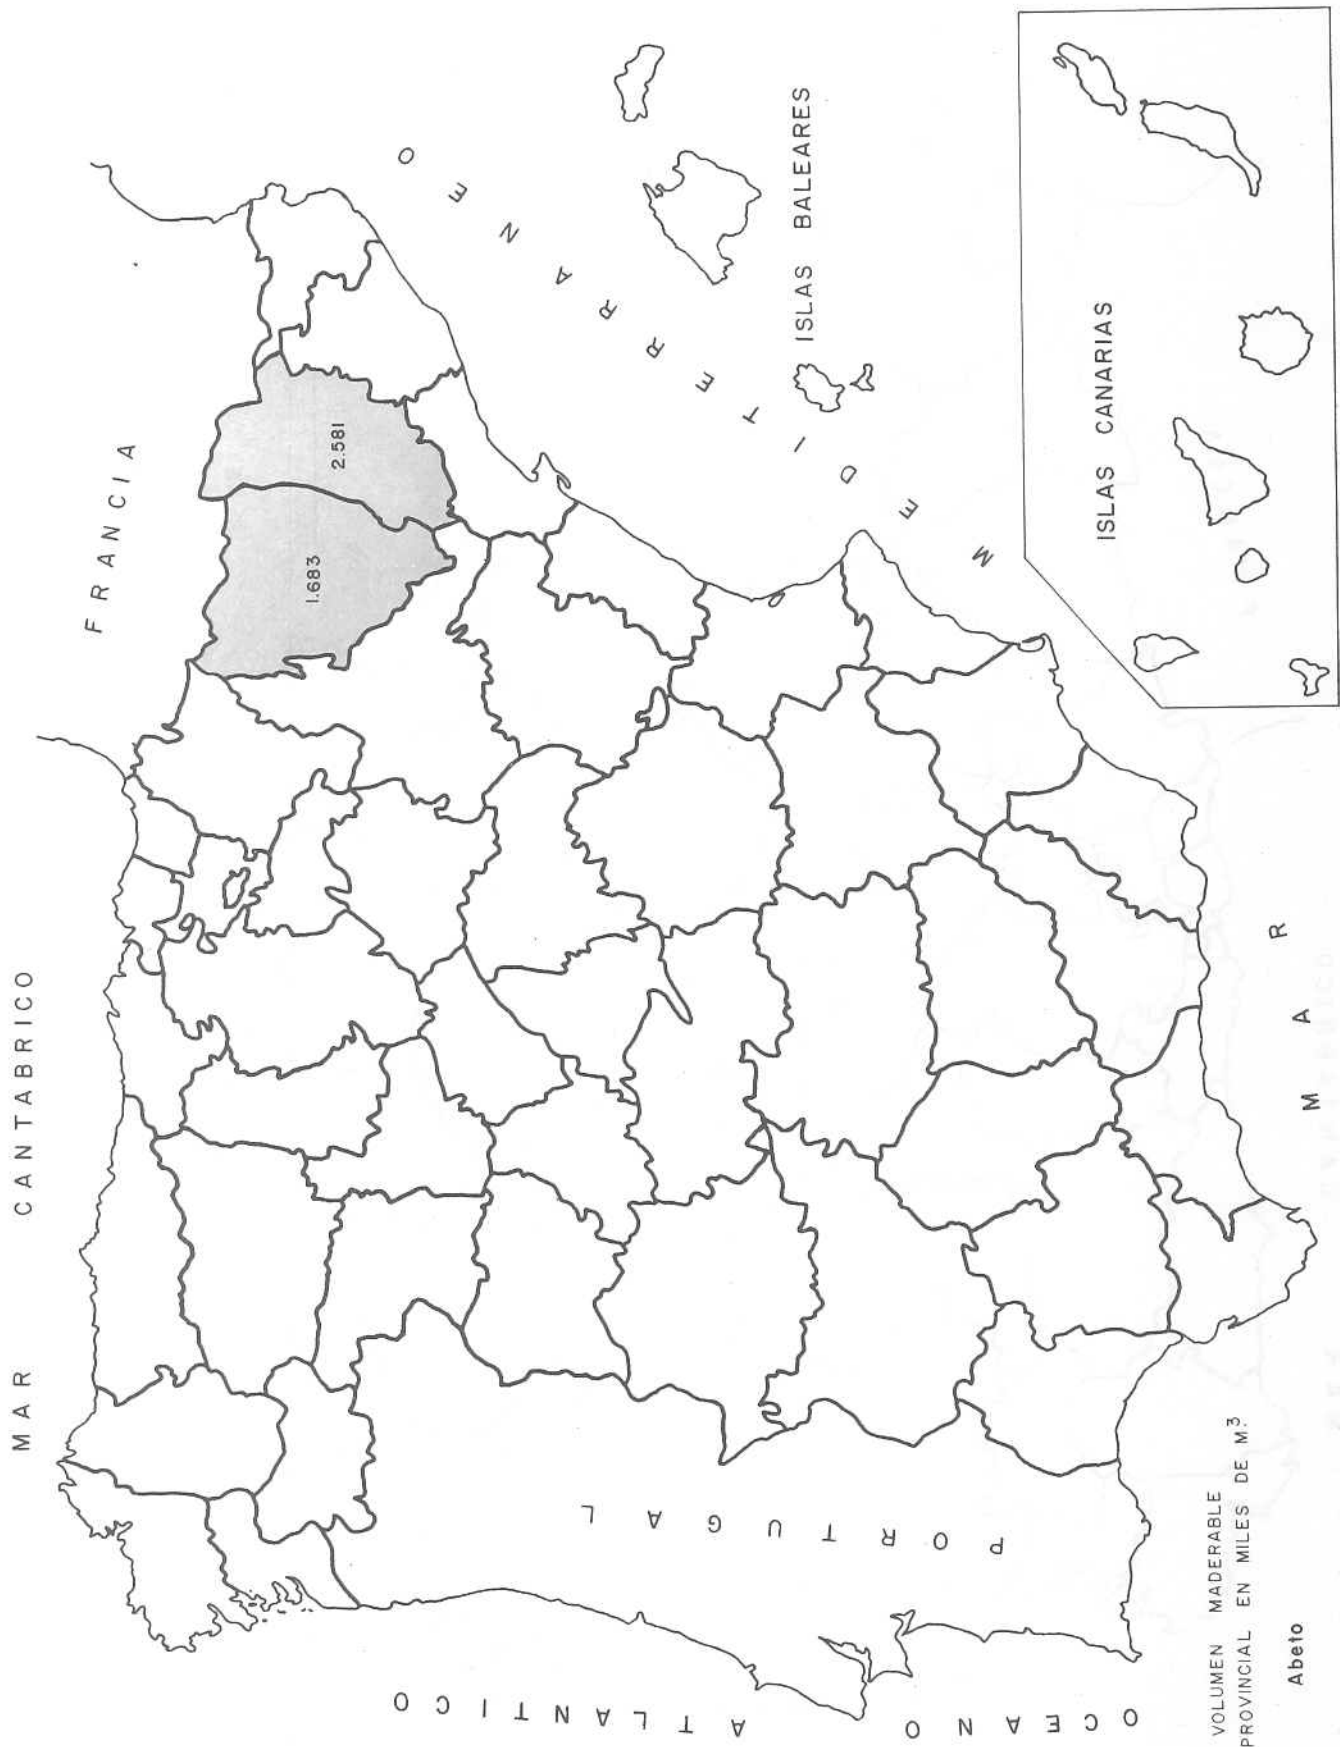 MAR CANTABRICO
FRANCIA
1.683
2.581
MAR MEDITERRANEO
ISLAS BALEARES
PORTUGAL
OCEANO ATLANTICO
ISLAS CANARIAS
VOLUMEN MADERABLE
PROVINCIAL EN MILES DE M.³
Abeto